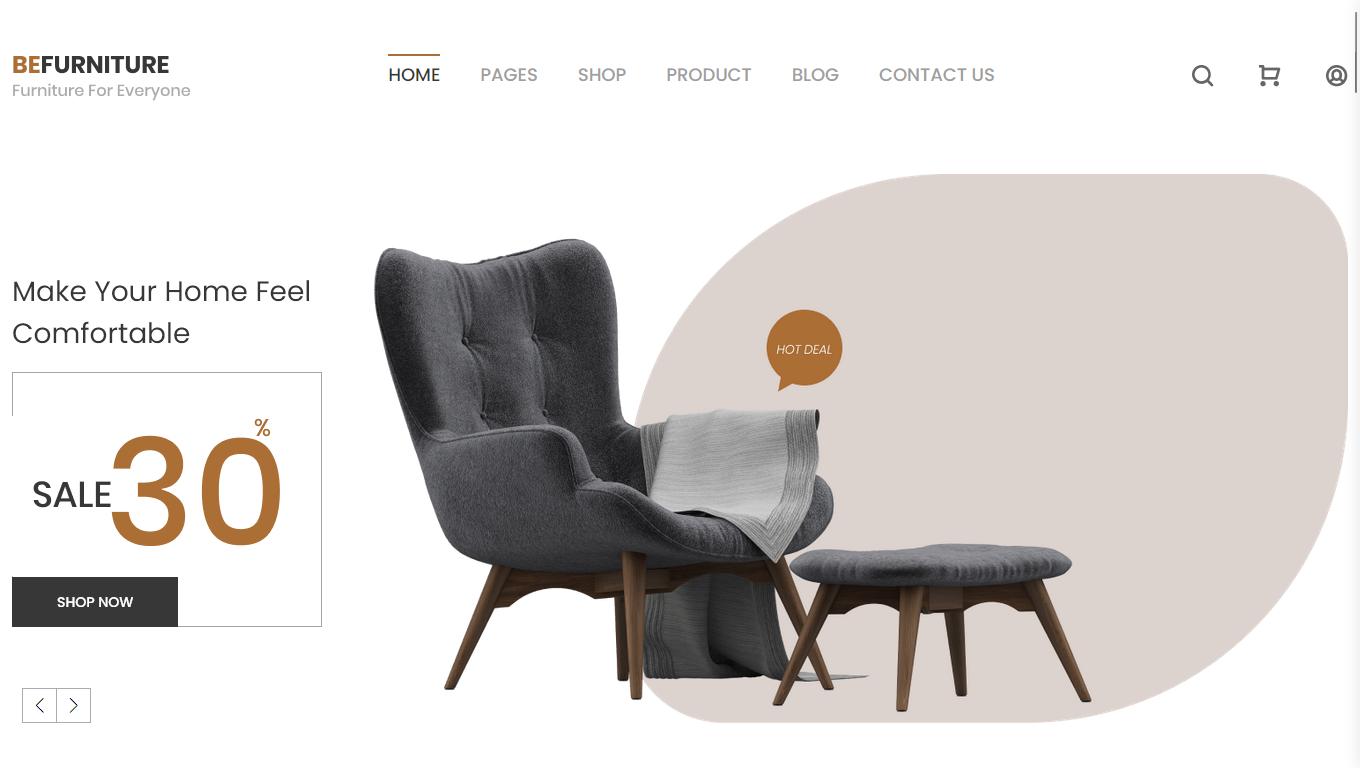 BEFURNITURE
Furniture For Everyone
HOME PAGES SHOP PRODUCT BLOG CONTACT US
Make Your Home Feel
Comfortable
HOT DEAL
SALE 30%
SHOP NOW